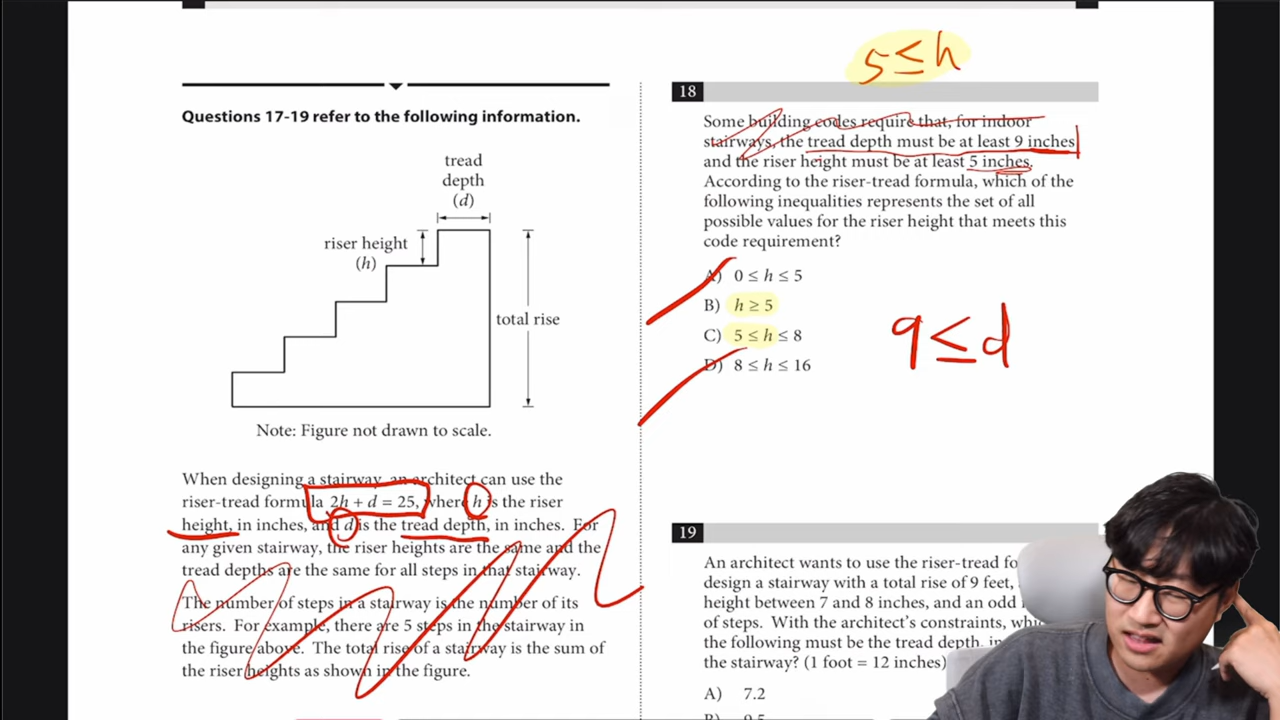 5 ≤ h
Questions 17-19 refer to the following information.
tread
depth
(d)
riser height
(h)
total rise
Note: Figure not drawn to scale.
When designing a stairway, an architect can use the
riser-tread formula 2h + d = 25, where h is the riser
height, in inches, and d is the tread depth, in inches. For
any given stairway, the riser heights are the same and the
tread depths are the same for all steps in that stairway.
The number of steps in a stairway is the number of its
risers. For example, there are 5 steps in the stairway in
the figure above. The total rise of a stairway is the sum of
the riser heights as shown in the figure.
18
Some building codes require that, for indoor
stairways, the tread depth must be at least 9 inches
and the riser height must be at least 5 inches.
According to the riser-tread formula, which of the
following inequalities represents the set of all
possible values for the riser height that meets this
code requirement?
A) 0 ≤ h ≤ 5
B) h ≥ 5
C) 5 ≤ h ≤ 8
D) 8 ≤ h ≤ 16
9 ≤ d
19
An architect wants to use the riser-tread fo
design a stairway with a total rise of 9 feet,
height between 7 and 8 inches, and an odd
of steps. With the architect's constraints, whi
the following must be the tread depth, in
the stairway? (1 foot = 12 inches)
A) 7.2
B) 9.5